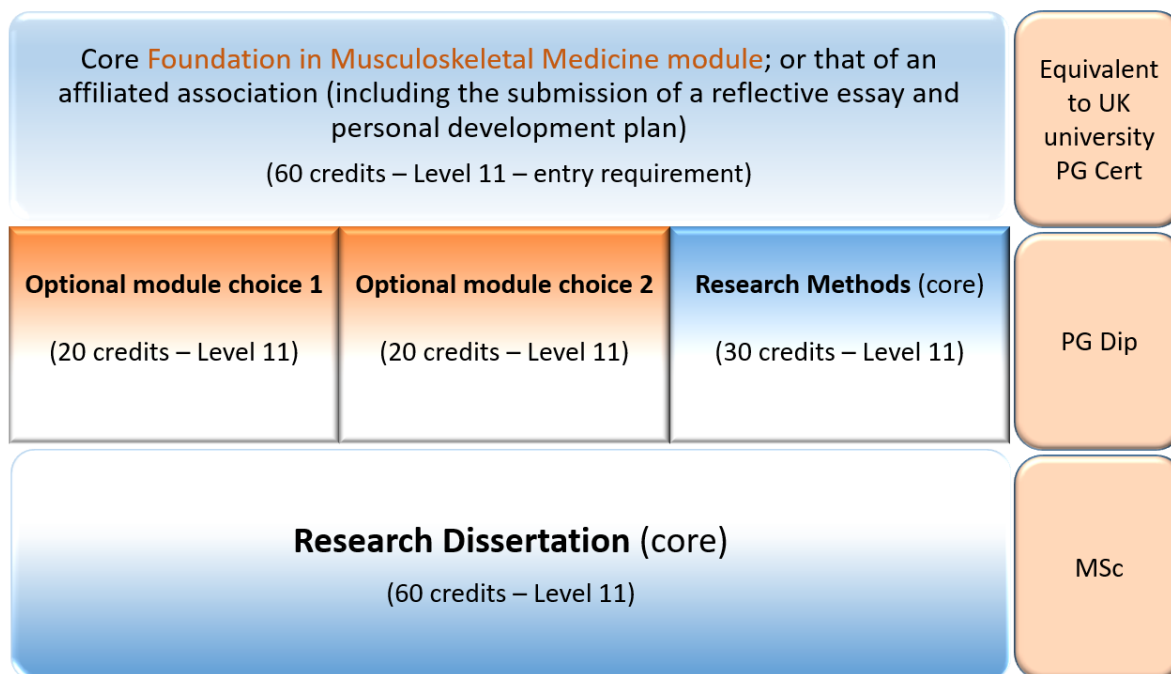 Core Foundation in Musculoskeletal Medicine module; or that of an
affiliated association (including the submission of a reflective essay and
personal development plan)
(60 credits – Level 11 – entry requirement)
Equivalent
to UK
university
PG Cert
Optional module choice 1
(20 credits – Level 11)
Optional module choice 2
(20 credits – Level 11)
Research Methods (core)
(30 credits – Level 11)
PG Dip
Research Dissertation (core)
(60 credits – Level 11)
MSc